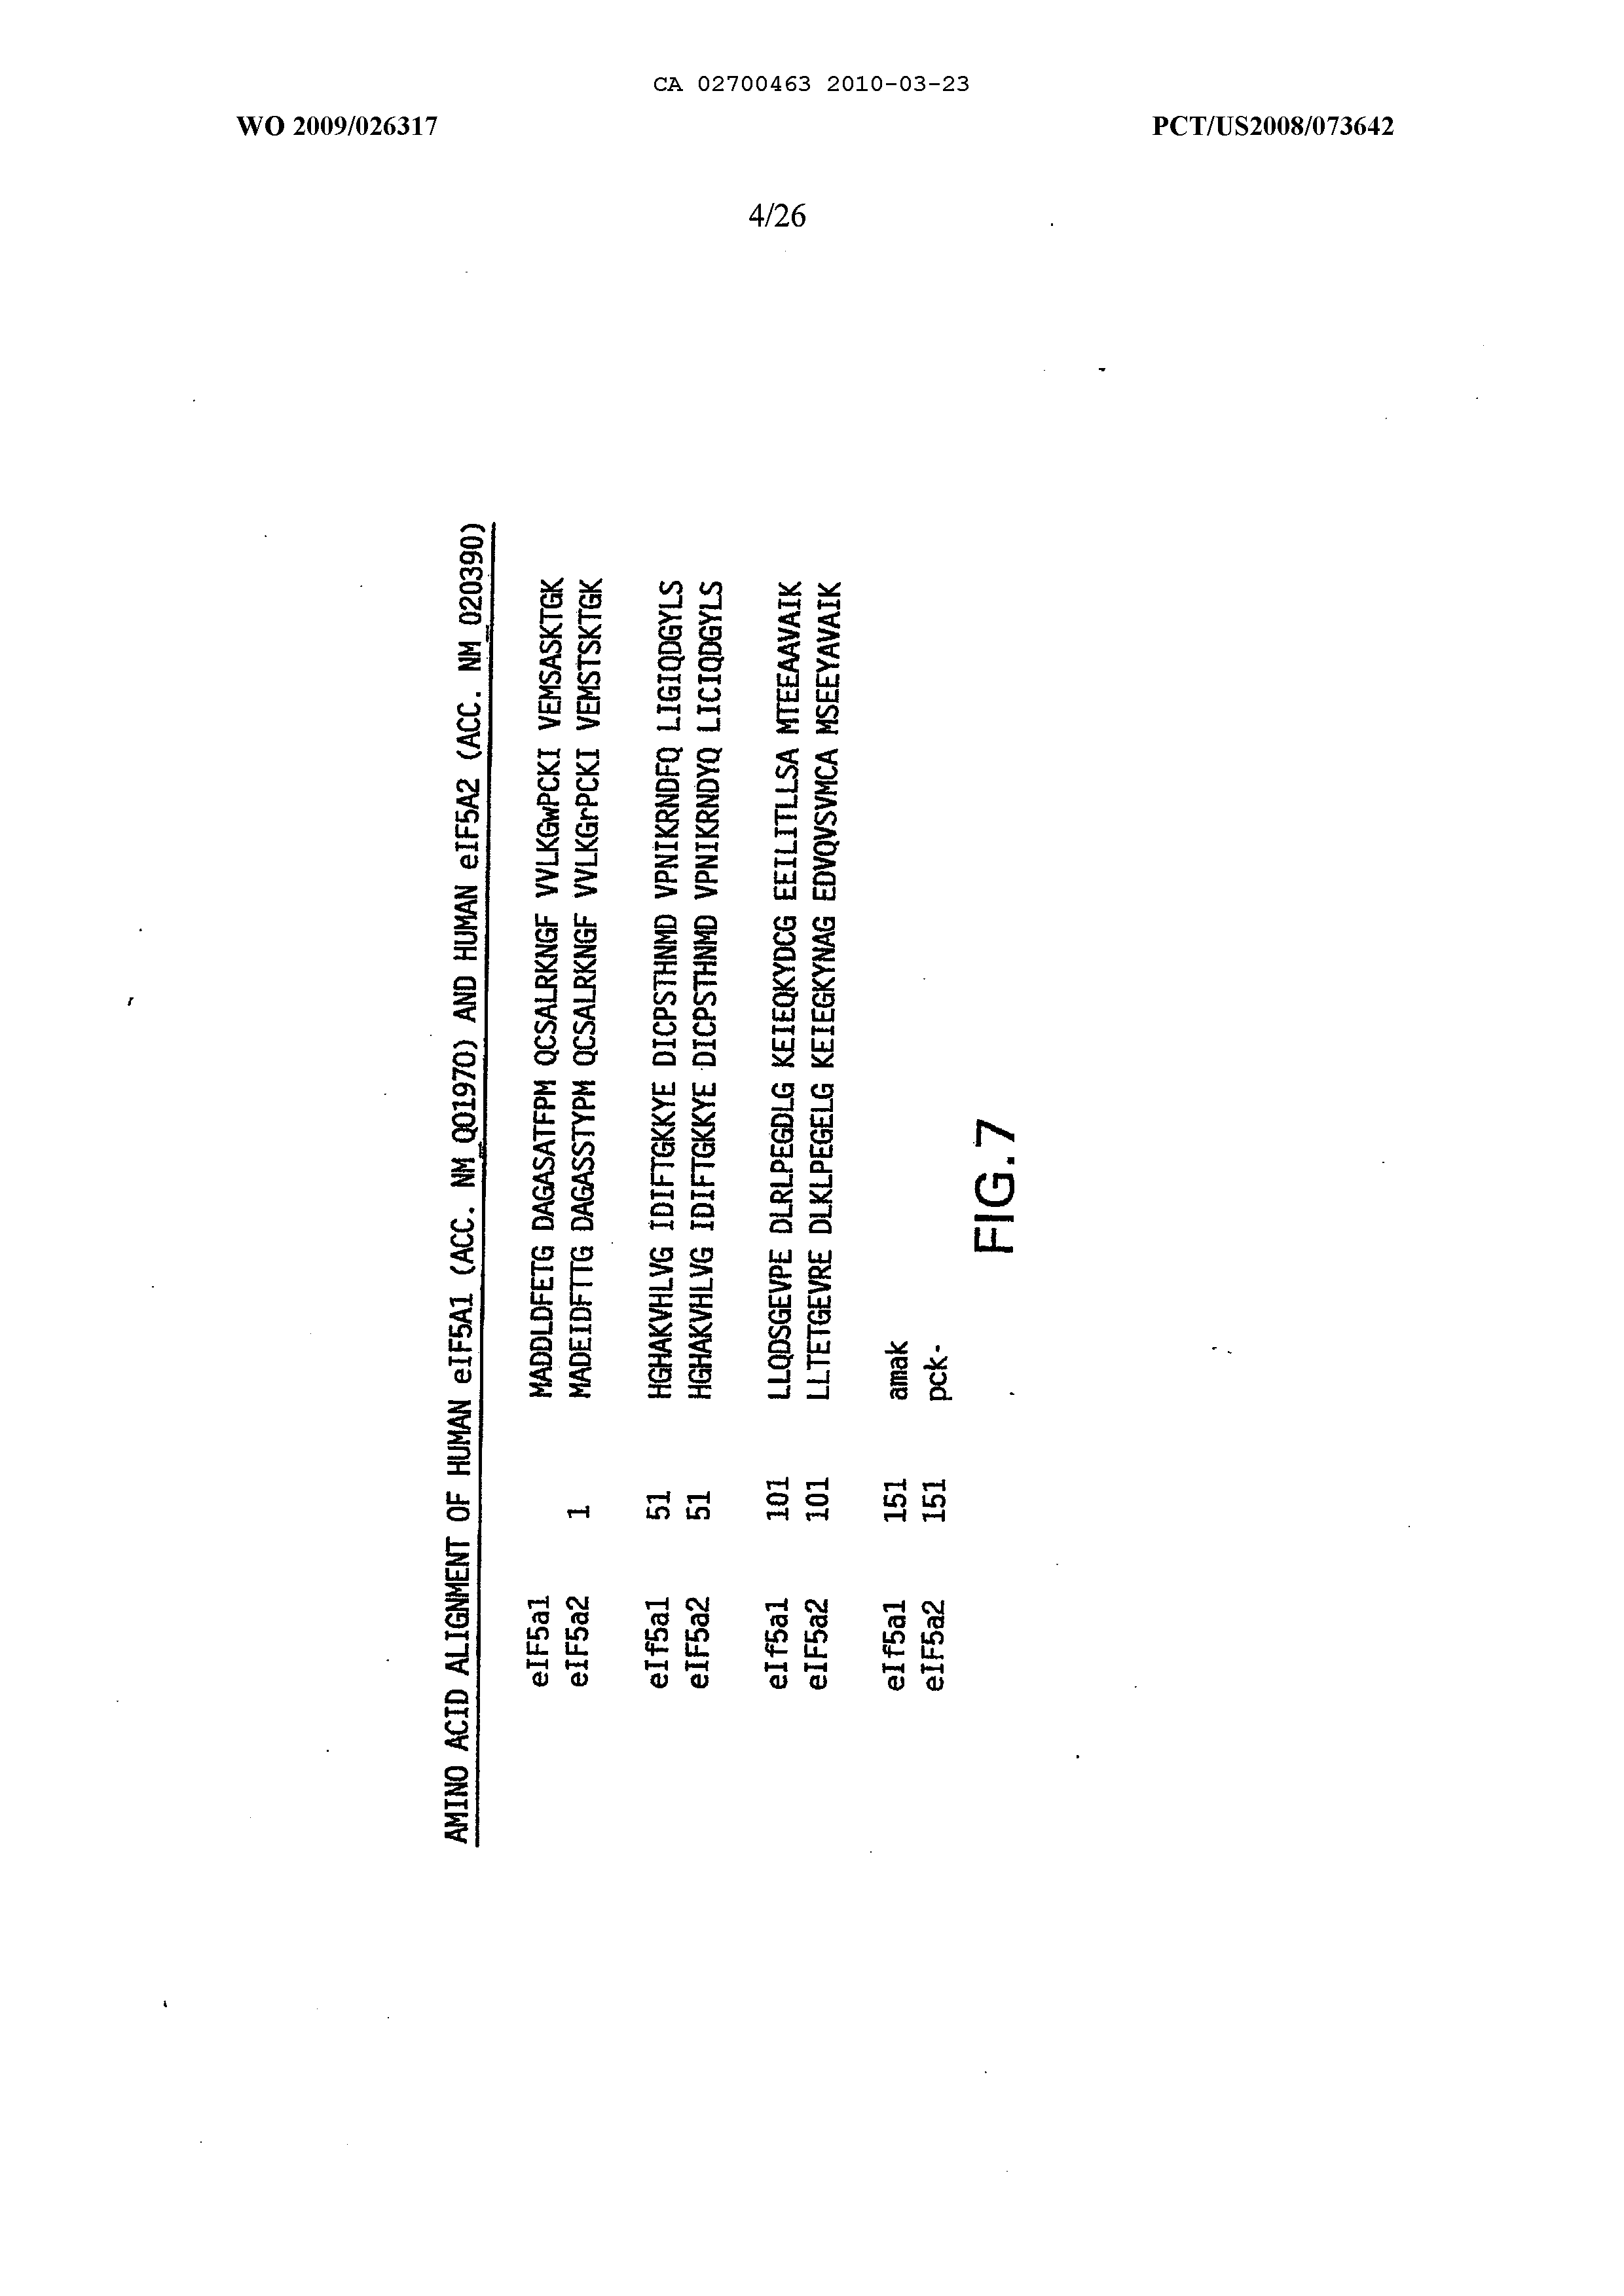 CA 02700463 2010-03-23
WO 2009/026317 PCT/US2008/073642
4/26
AMINO ACID ALIGNMENT OF HUMAN eIF5A1 (ACC. NM_Q01970) AND HUMAN eIF5A2 (ACC. NM_020390)
eIF5a1 MADDLDFETG DAGASATFPM QCSALRKNGF VVLKGwPCKI VEMSASKTGK
eIF5a2 1 MADEIDFTTG DAGASSTYPM QCSALRKNGF VVLKGrPCKI VEMSTSKTGK
eIf5a1 51 HGHAKVHLVG IDIFTGKKYE DICPSTHNMD VPNIKRNDFQ LIGIQDGYLS
eIF5a2 51 HGHAKVHLVG IDIFTGKKYE DICPSTHNMD VPNIKRNDYQ LICIQDGYLS
eIf5a1 101 LLQDSGEVPE DLRLPEGDLG KEIEQKYDCG EEILITLLSA MTEEAAVAIK
eIF5a2 101 LLTETGEVRE DLKLPEGELG KEIEGKYNAG EDVQVSVMCA MSEEYAVAIK
eIf5a1 151 amak
eIF5a2 151 pck-
FIG.7